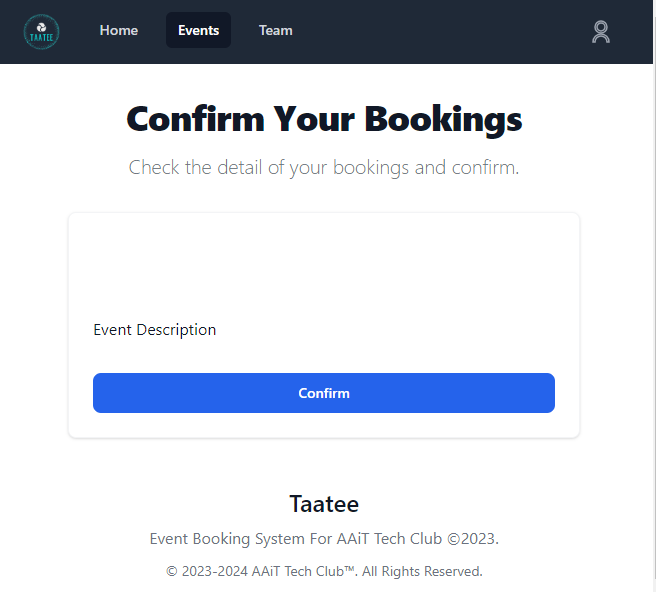 TAATEE
Home Events Team
Confirm Your Bookings
Check the detail of your bookings and confirm.
Event Description
Confirm
Taatee
Event Booking System For AAiT Tech Club ©2023.
© 2023-2024 AAiT Tech Club™. All Rights Reserved.